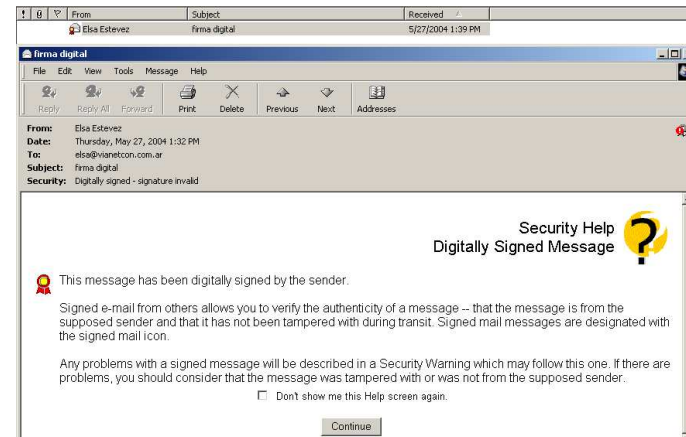 ! From Subject Received
Elsa Estevez firma digital 5/27/2004 1:39 PM
firma digital
File Edit View Tools Message Help
Reply Reply All Forward Print Delete Previous Next Addresses
From: Elsa Estevez
Date: Thursday, May 27, 2004 1:32 PM
To: elsa@vianetcon.com.ar
Subject: firma digital
Security: Digitally signed - signature invalid
Security Help
Digitally Signed Message
?
This message has been digitally signed by the sender.
Signed e-mail from others allows you to verify the authenticity of a message -- that the message is from the
supposed sender and that it has not been tampered with during transit. Signed mail messages are designated with
the signed mail icon.
Any problems with a signed message will be described in a Security Warning which may follow this one. If there are
problems, you should consider that the message was tampered with or was not from the supposed sender.
Don't show me this Help screen again.
Continue